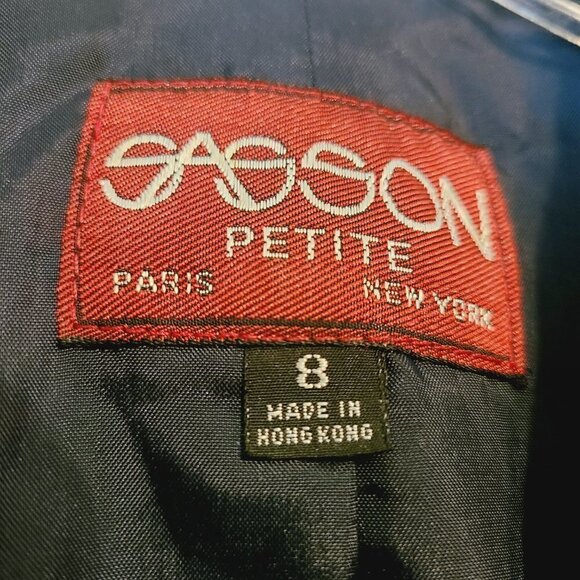 SASSON
PETITE
PARIS NEW YORK
8
MADE IN
HONG KONG